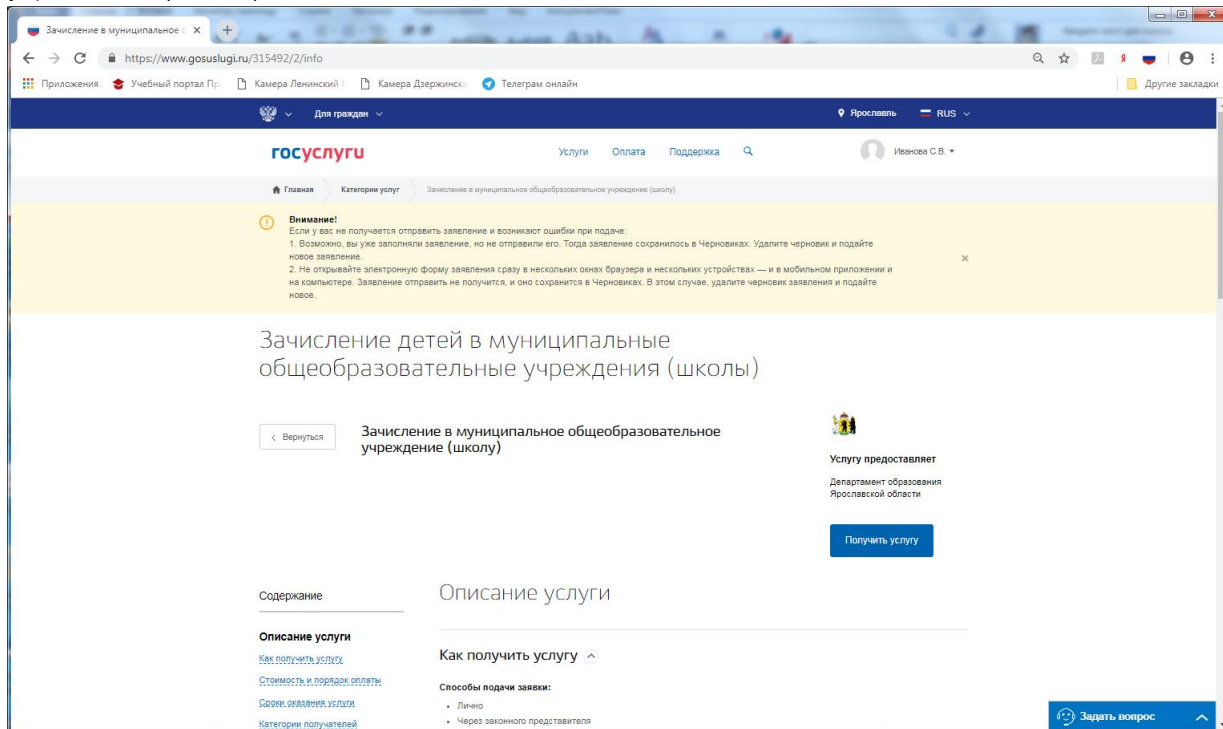 Зачисление в муниципальное
https://www.gosuslugi.ru/315492/2/info
Приложения
Учебный портал Пр
Камера Ленинский
Камера Дзержински
Телеграм онлайн
Другие закладки
Для граждан
Ярославль
RUS
госуслуги
Услуги
Оплата
Поддержка
Иванова С.В.
Главная
Категории услуг
Зачисление в муниципальное общеобразовательное учреждение (школу)
Внимание!
Если у вас не получается отправить заявление и возникают ошибки при подаче:
1. Возможно, вы уже заполняли заявление, но не отправили его. Тогда заявление сохранилось в Черновиках. Удалите черновик и подайте
новое заявление.
2. Не открывайте электронную форму заявления сразу в нескольких окнах браузера и нескольких устройствах — и в мобильном приложении и
на компьютере. Заявление отправить не получится, и оно сохранится в Черновиках. В этом случае, удалите черновик заявления и подайте
новое.
Зачисление детей в муниципальные
общеобразовательные учреждения (школы)
Вернуться
Зачисление в муниципальное общеобразовательное
учреждение (школу)
Услугу предоставляет
Департамент образования
Ярославской области
Получить услугу
Содержание
Описание услуги
Как получить услугу
Стоимость и порядок оплаты
Сроки оказания услуги
Категории получателей
Описание услуги
Как получить услугу
Способы подачи заявки:
• Лично
• Через законного представителя
Задать вопрос